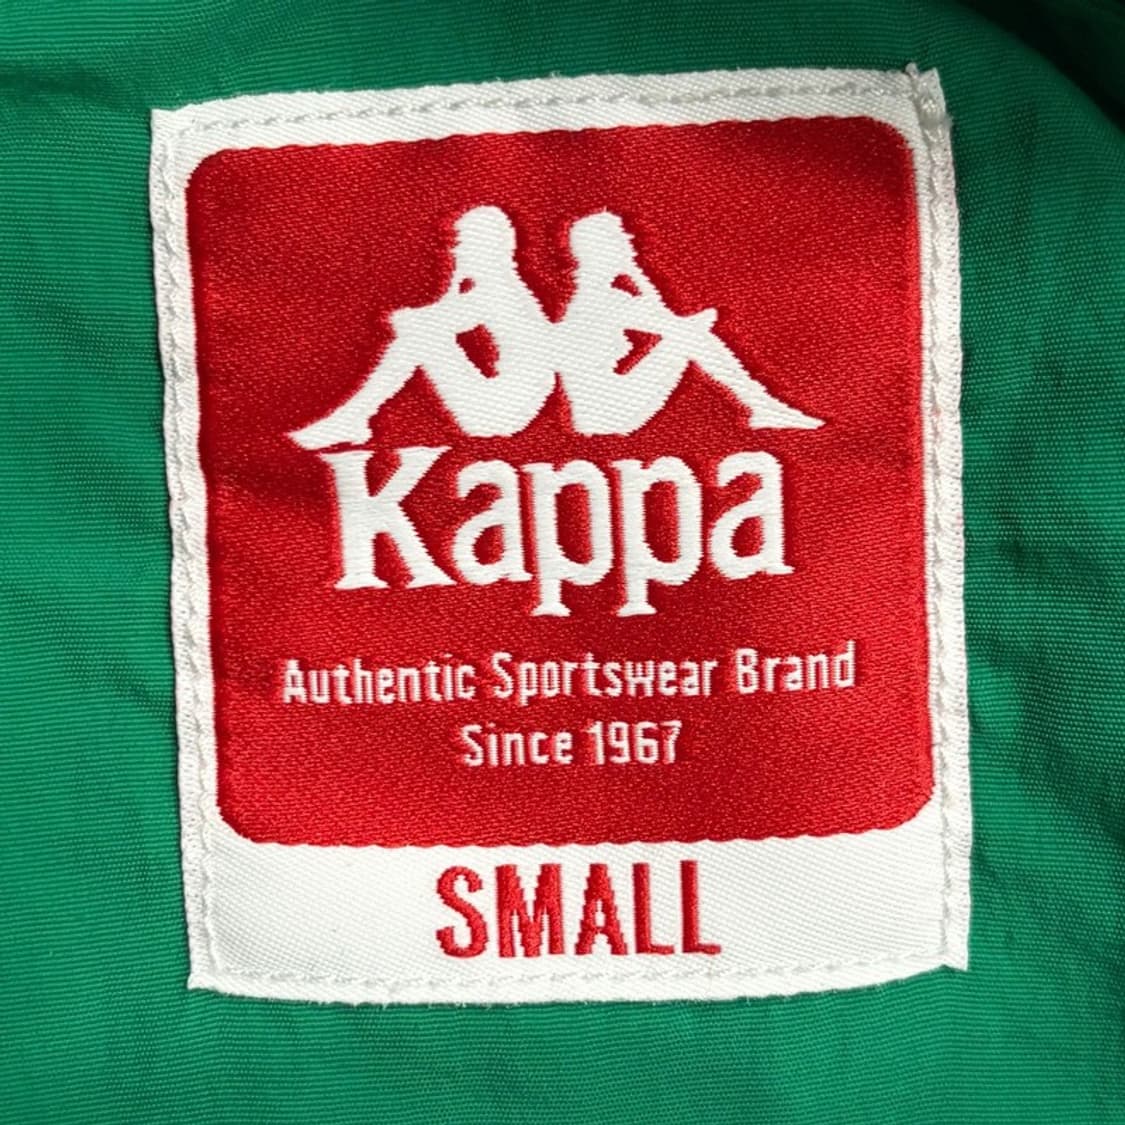 Kappa
Authentic Sportswear Brand
Since 1967
SMALL